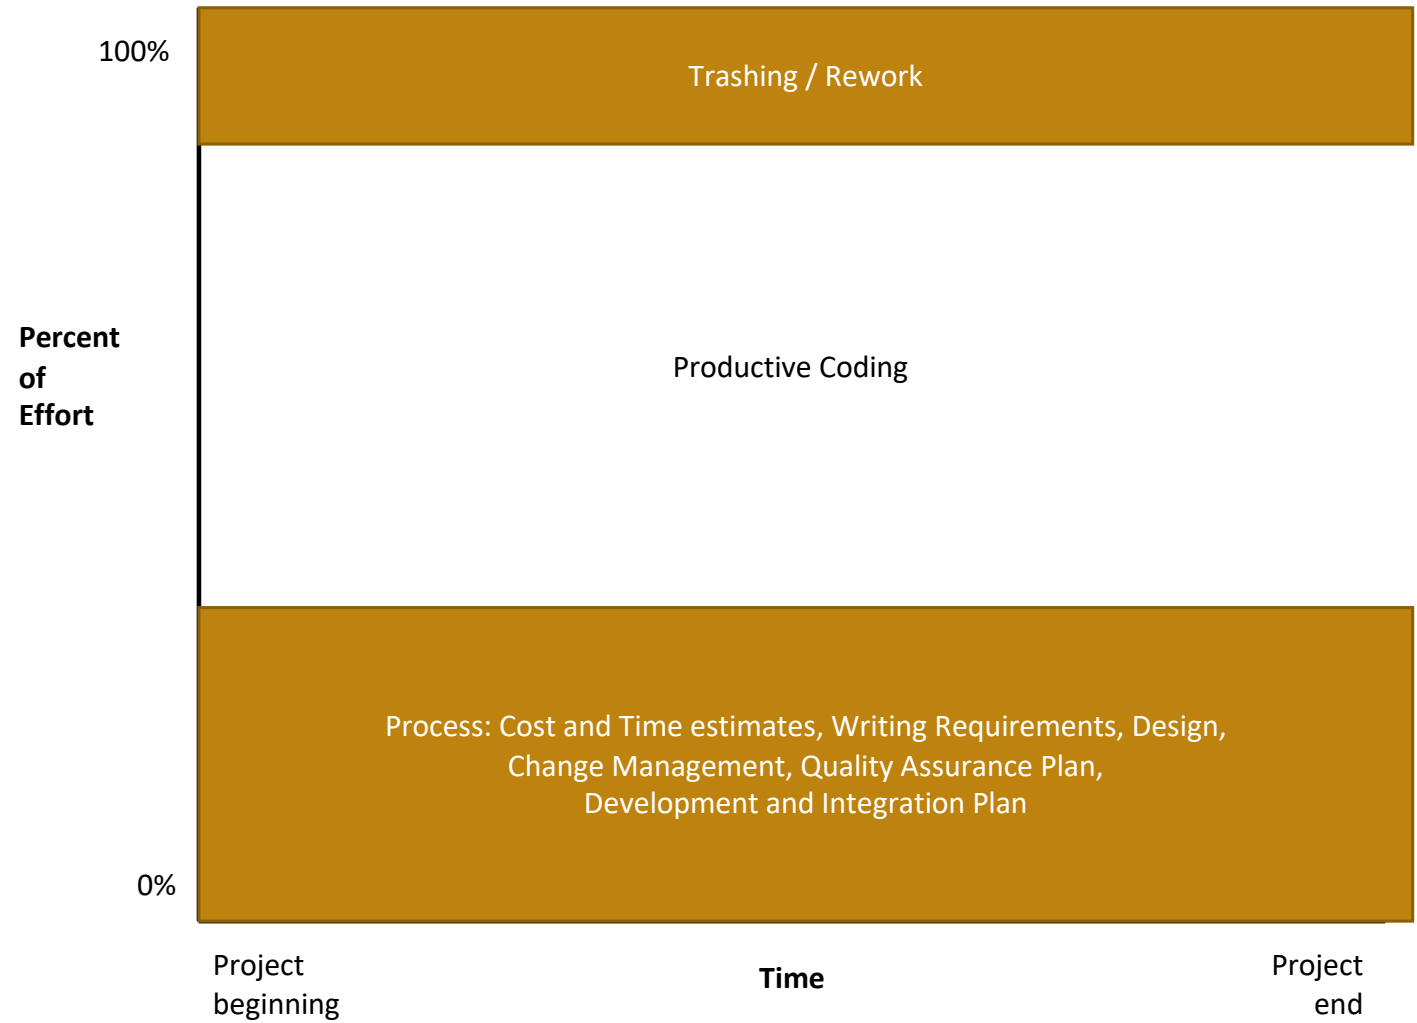 100%
Trashing / Rework
Percent
of
Effort
Productive Coding
Process: Cost and Time estimates, Writing Requirements, Design,
Change Management, Quality Assurance Plan,
Development and Integration Plan
0%
Project
beginning
Time
Project
end